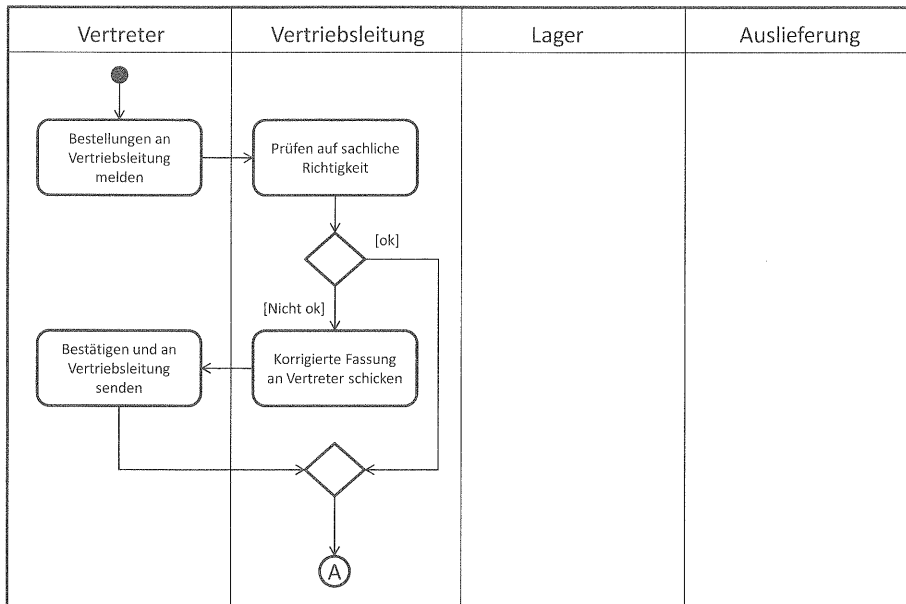 Vertreter
Vertriebsleitung
Lager
Auslieferung
Bestellungen an
Vertriebsleitung
melden
Prüfen auf sachliche
Richtigkeit
[ok]
[Nicht ok]
Bestätigen und an
Vertriebsleitung
senden
Korrigierte Fassung
an Vertreter schicken
A